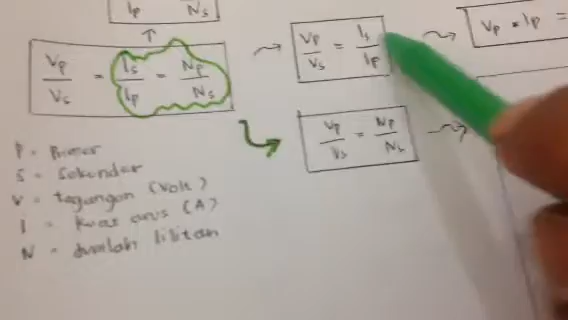 Ip Ns
Vp/Vs = Is/Ip = Np/Ns
Vp/Vs = Is/Ip
Vp . Ip =
Vp/Vs = Np/Ns
P = Primer
S = Sekunder
V = Tegangan (Volt)
I = Kuat arus (A)
N = Jumlah lilitan